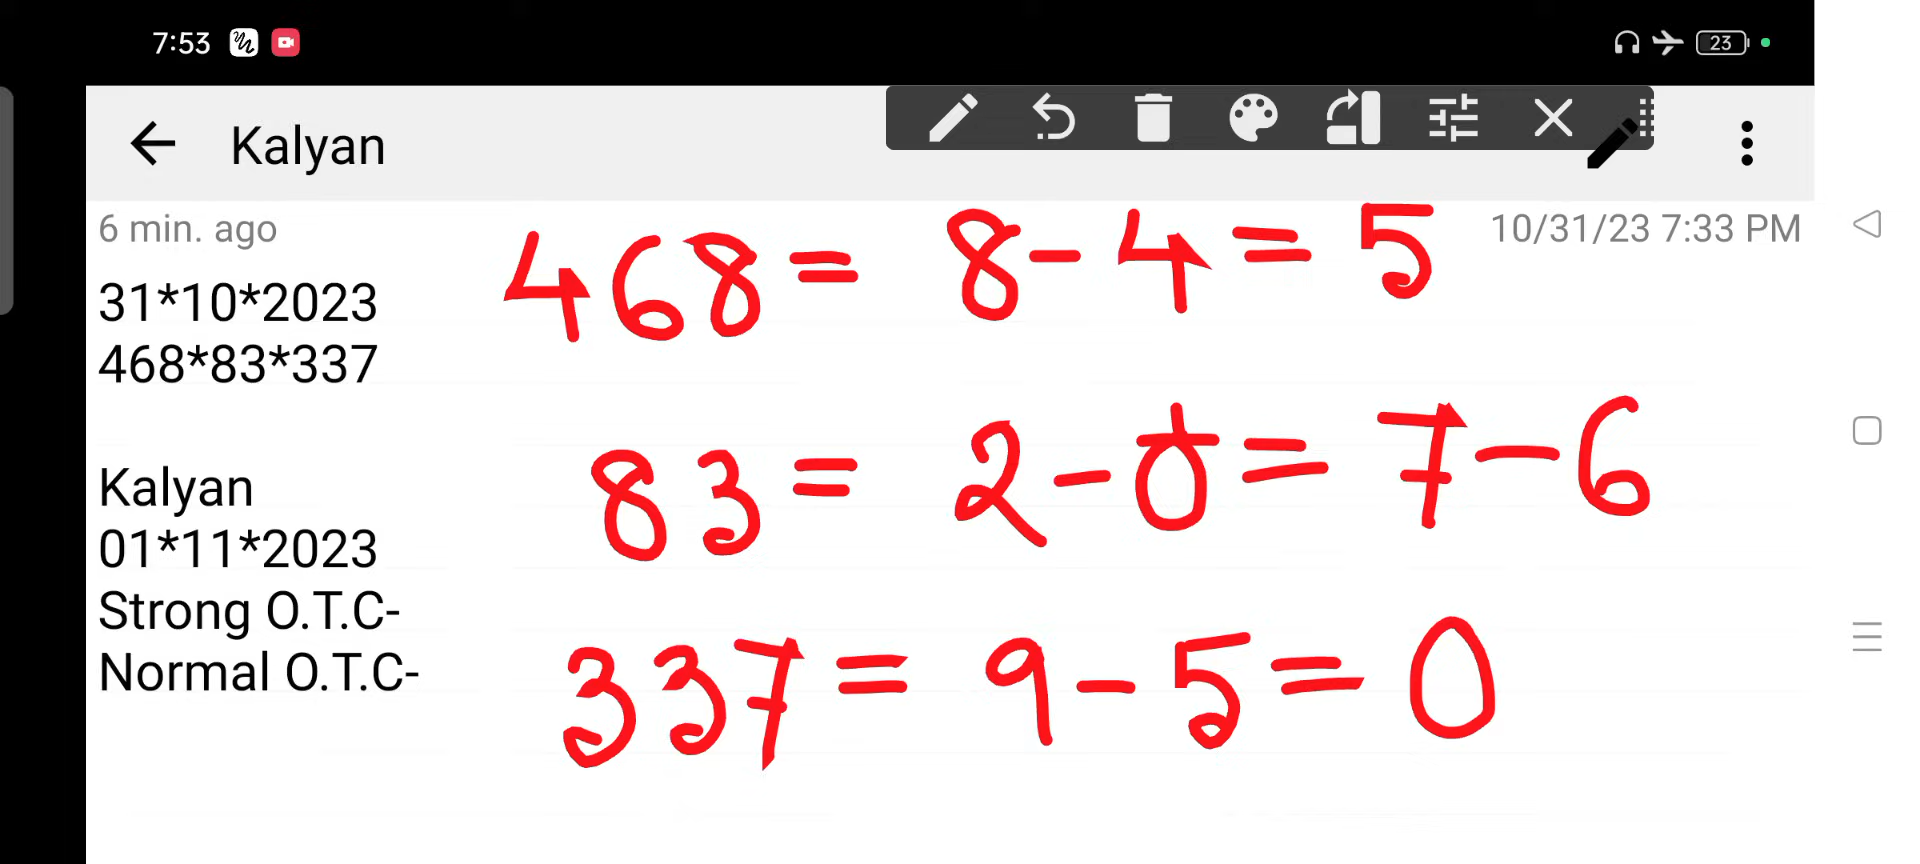 7:53
23
Kalyan
6 min. ago
10/31/23 7:33 PM
31*10*2023
468*83*337
Kalyan
01*11*2023
Strong O.T.C-
Normal O.T.C-
468= 8-4=5
83= 2-0=7-6
337= 9-5=0